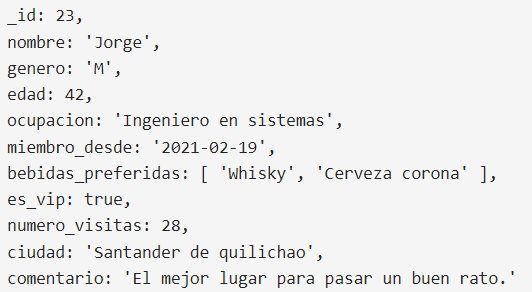 _id: 23,
nombre: 'Jorge',
genero: 'M',
edad: 42,
ocupacion: 'Ingeniero en sistemas',
miembro_desde: '2021-02-19',
bebidas_preferidas: [ 'Whisky', 'Cerveza corona' ],
es_vip: true,
numero_visitas: 28,
ciudad: 'Santander de quilichao',
comentario: 'El mejor lugar para pasar un buen rato.'